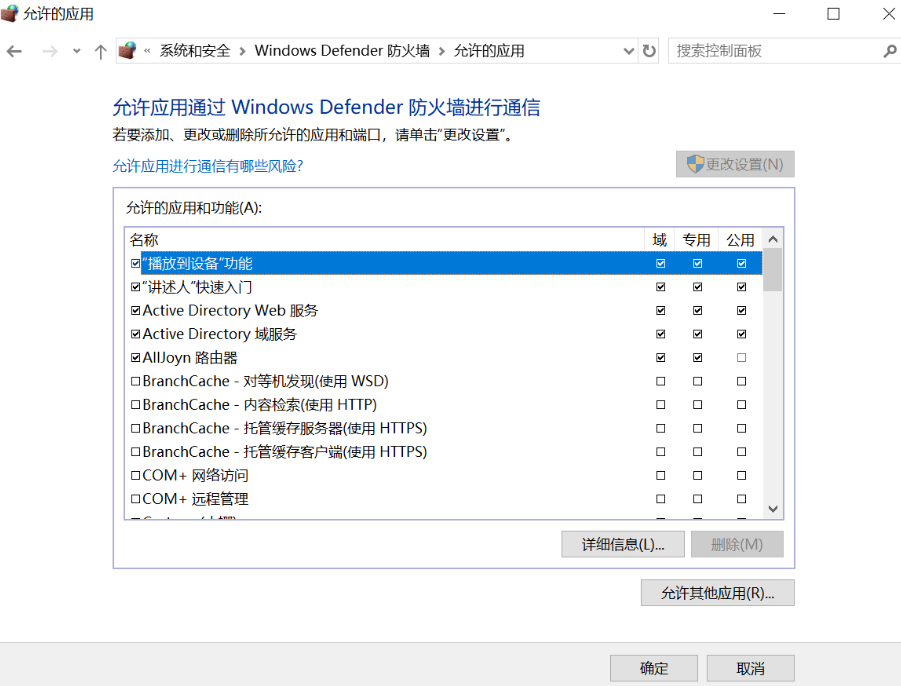 允许的应用
« 系统和安全 › Windows Defender 防火墙 › 允许的应用
搜索控制面板
允许应用通过 Windows Defender 防火墙进行通信
若要添加、更改或删除所允许的应用和端口，请单击"更改设置"。
允许应用进行通信有哪些风险?
更改设置(N)
允许的应用和功能(A):
名称 域 专用 公用
"播放到设备"功能
"讲述人"快速入门
Active Directory Web 服务
Active Directory 域服务
AllJoyn 路由器
BranchCache - 对等机发现(使用 WSD)
BranchCache - 内容检索(使用 HTTP)
BranchCache - 托管缓存服务器(使用 HTTPS)
BranchCache - 托管缓存客户端(使用 HTTPS)
COM+ 网络访问
COM+ 远程管理
详细信息(L)... 删除(M)
允许其他应用(R)...
确定 取消